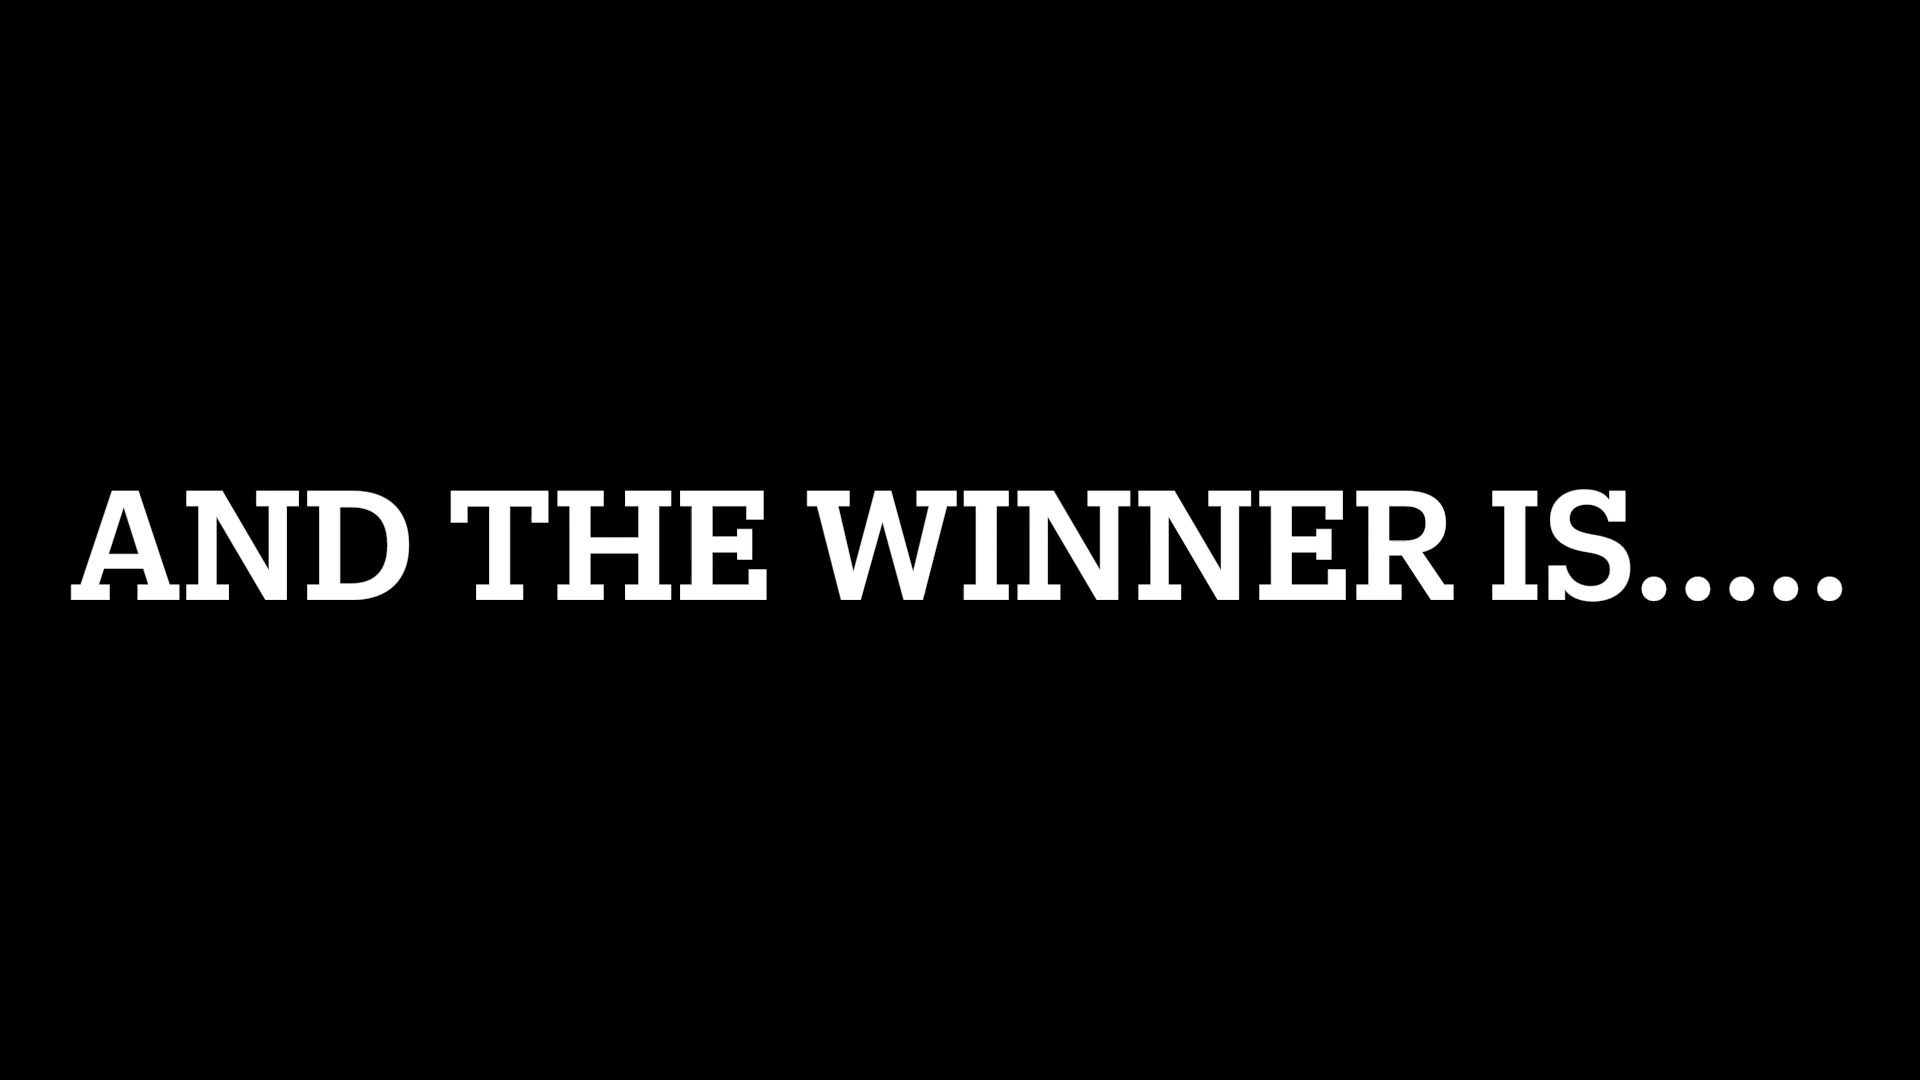 AND THE WINNER IS.....